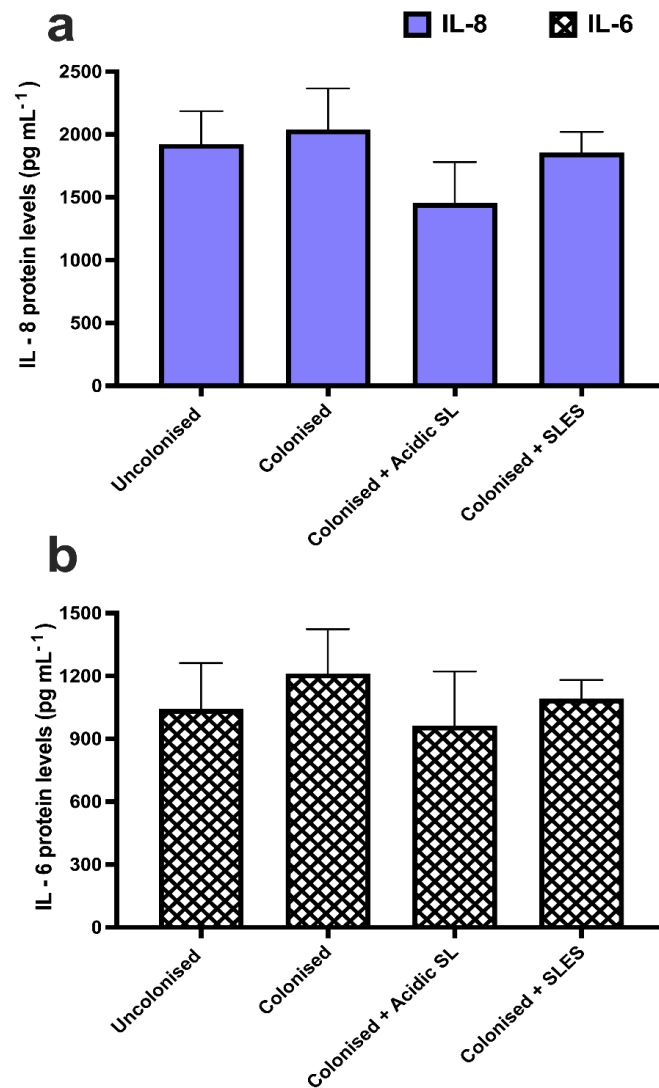 a
IL-8 IL-6
IL - 8 protein levels (pg mL⁻¹)
2500
2000
1500
1000
500
0
Uncolonised
Colonised
Colonised + Acidic SL
Colonised + SLES
b
IL - 6 protein levels (pg mL⁻¹)
1500
1200
900
600
300
0
Uncolonised
Colonised
Colonised + Acidic SL
Colonised + SLES